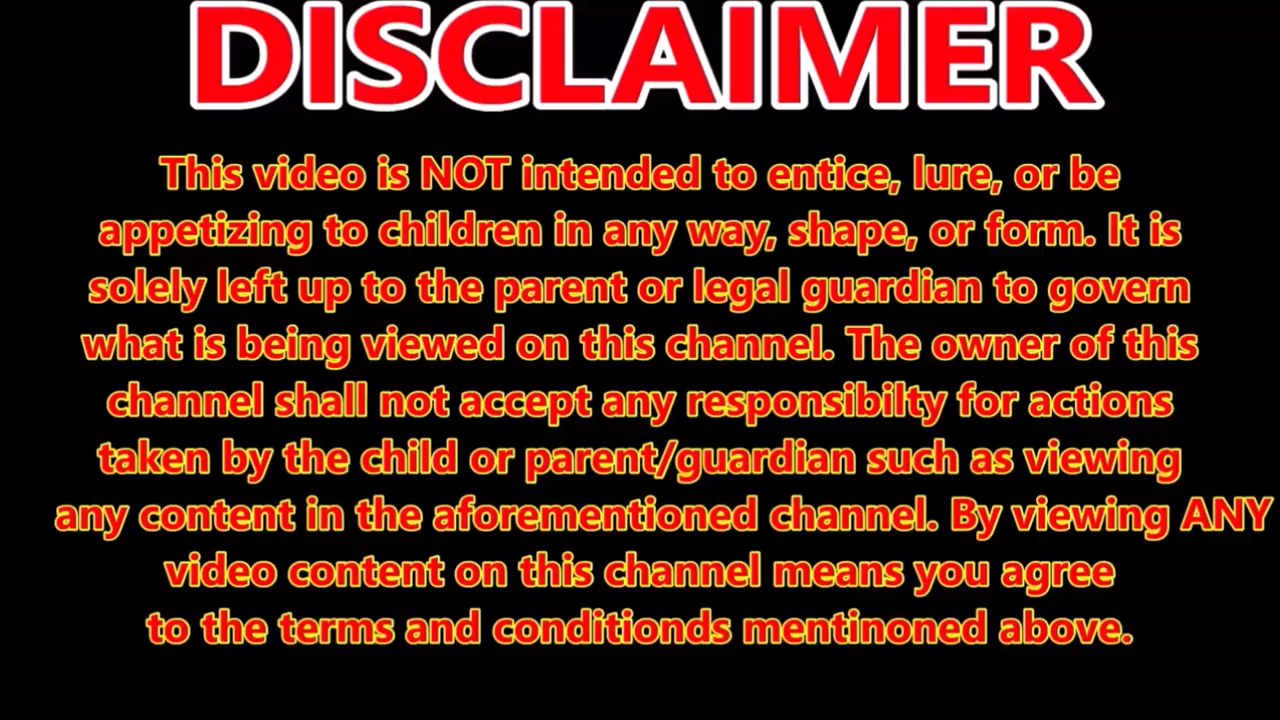 DISCLAIMER
This video is NOT intended to entice, lure, or be
appetizing to children in any way, shape, or form. It is
solely left up to the parent or legal guardian to govern
what is being viewed on this channel. The owner of this
channel shall not accept any responsibilty for actions
taken by the child or parent/guardian such as viewing
any content in the aforementioned channel. By viewing ANY
video content on this channel means you agree
to the terms and conditionds mentinoned above.